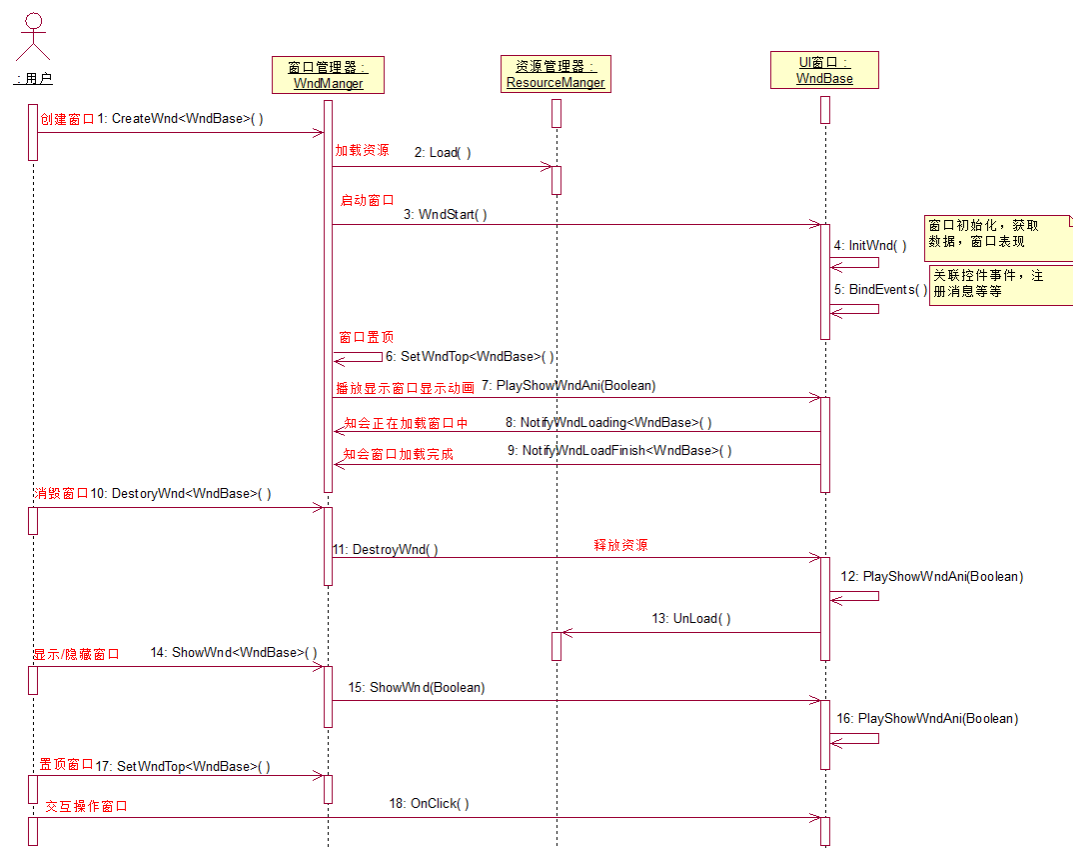 : 用户
窗口管理器 :
WndManger
资源管理器 :
ResourceManger
UI窗口 :
WndBase
创建窗口 1: CreateWnd<WndBase>( )
加载资源 2: Load( )
启动窗口
3: WndStart( )
窗口初始化，获取
数据，窗口表现
4: InitWnd( )
关联控件事件，注
册消息等等
5: BindEvents( )
窗口置顶
6: SetWndTop<WndBase>( )
播放显示窗口显示动画 7: PlayShowWndAni(Boolean)
知会正在加载窗口中 8: NotifyWndLoading<WndBase>( )
知会窗口加载完成 9: NotifyWndLoadFinish<WndBase>( )
消毁窗口 10: DestoryWnd<WndBase>( )
11: DestroyWnd( ) 释放资源
12: PlayShowWndAni(Boolean)
13: UnLoad( )
显示/隐藏窗口 14: ShowWnd<WndBase>( )
15: ShowWnd(Boolean)
16: PlayShowWndAni(Boolean)
置顶窗口 17: SetWndTop<WndBase>( )
交互操作窗口 18: OnClick( )